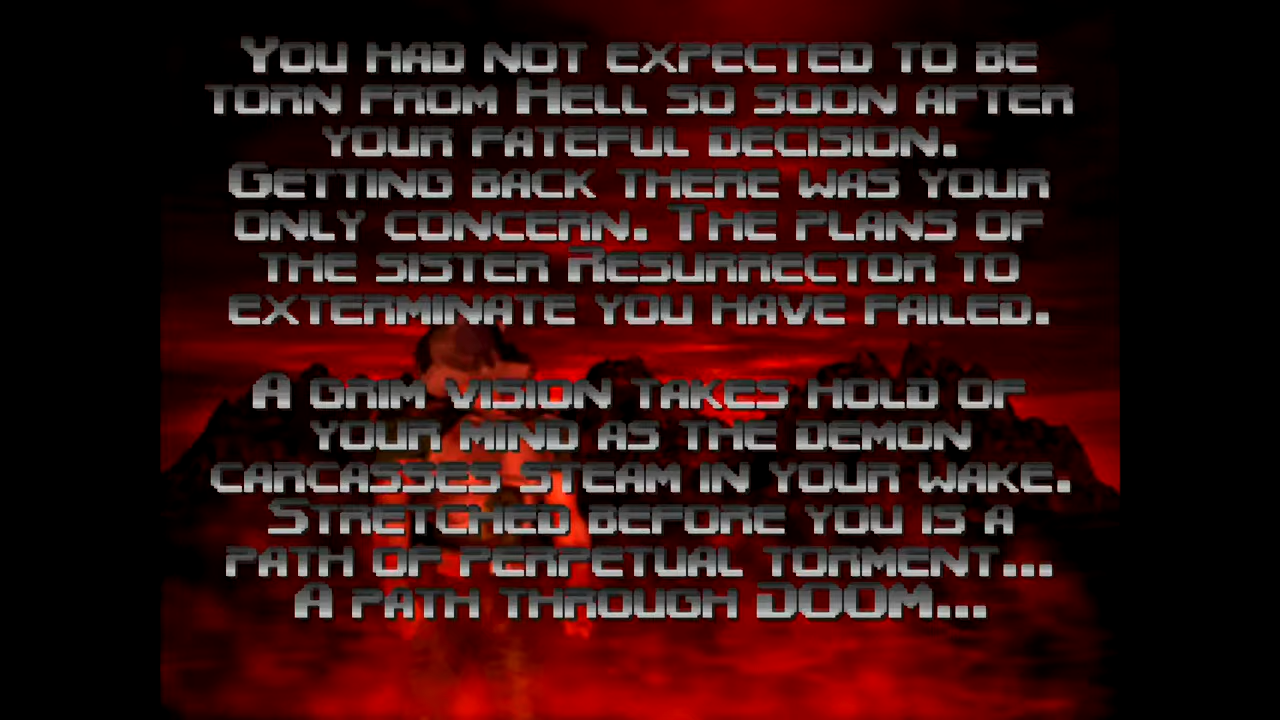 You had not expected to be
torn from Hell so soon after
your fateful decision.
Getting back there was your
only concern. The plans of
the sister Resurrector to
exterminate you have failed.
A grim vision takes hold of
your mind as the demon
carcasses steam in your wake.
Stretched before you is a
path of perpetual torment...
A path through DOOM...